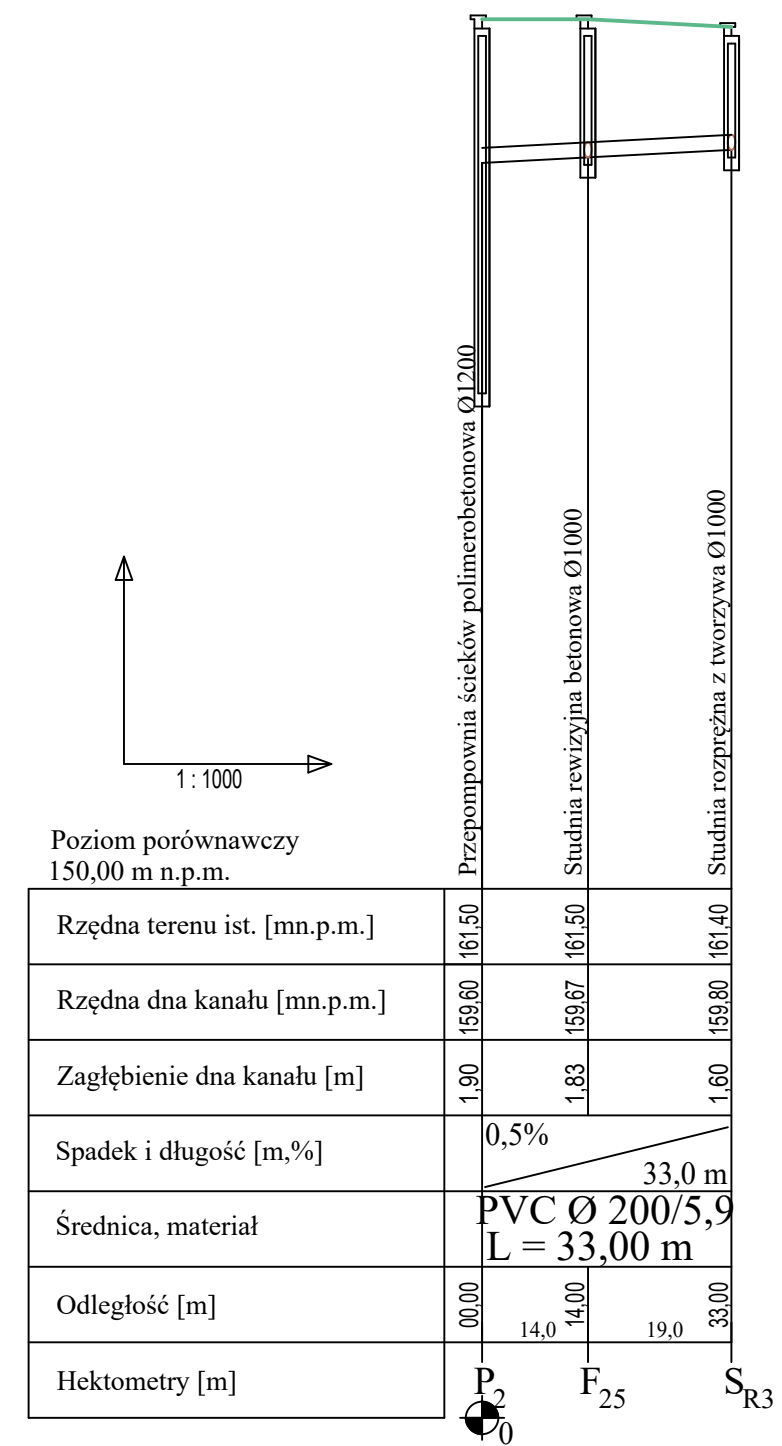 Przepompownia ścieków polimerobetonowa Ø1200
Studnia rewizyjna betonowa Ø1000
Studnia rozprężna z tworzywa Ø1000
1 : 1000
Poziom porównawczy
150,00 m n.p.m.
Rzędna terenu ist. [mn.p.m.] 161,50 161,50 161,40
Rzędna dna kanału [mn.p.m.] 159,60 159,67 159,80
Zagłębienie dna kanału [m] 1,90 1,83 1,60
Spadek i długość [m,%] 0,5% 33,0 m
Średnica, materiał PVC Ø 200/5,9
L = 33,00 m
Odległość [m] 00,00 14,0 14,00 19,0 33,00
Hektometry [m] P2 F25 SR3
0